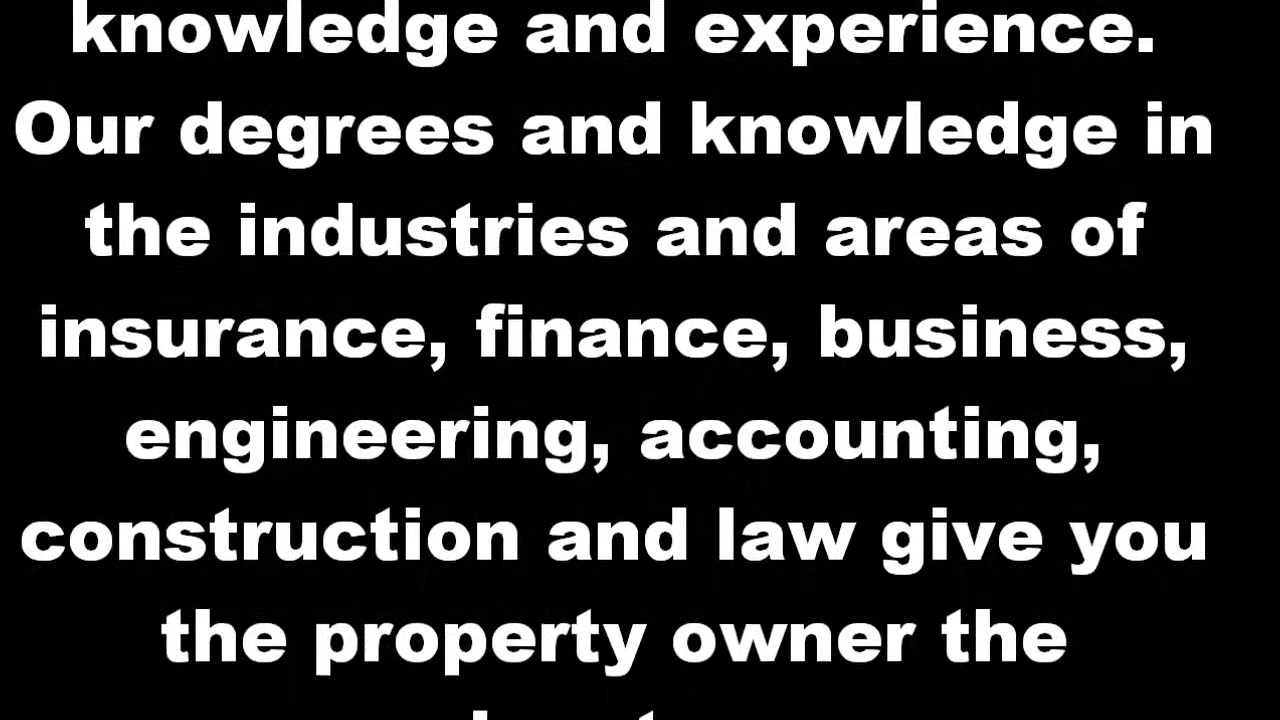 knowledge and experience.
Our degrees and knowledge in
the industries and areas of
insurance, finance, business,
engineering, accounting,
construction and law give you
the property owner the